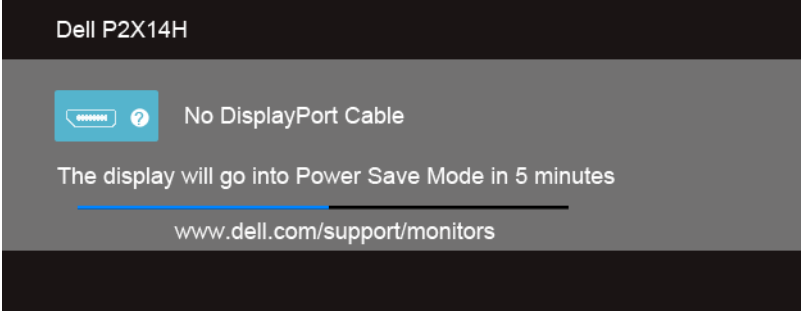 Dell P2X14H
No DisplayPort Cable
The display will go into Power Save Mode in 5 minutes
www.dell.com/support/monitors